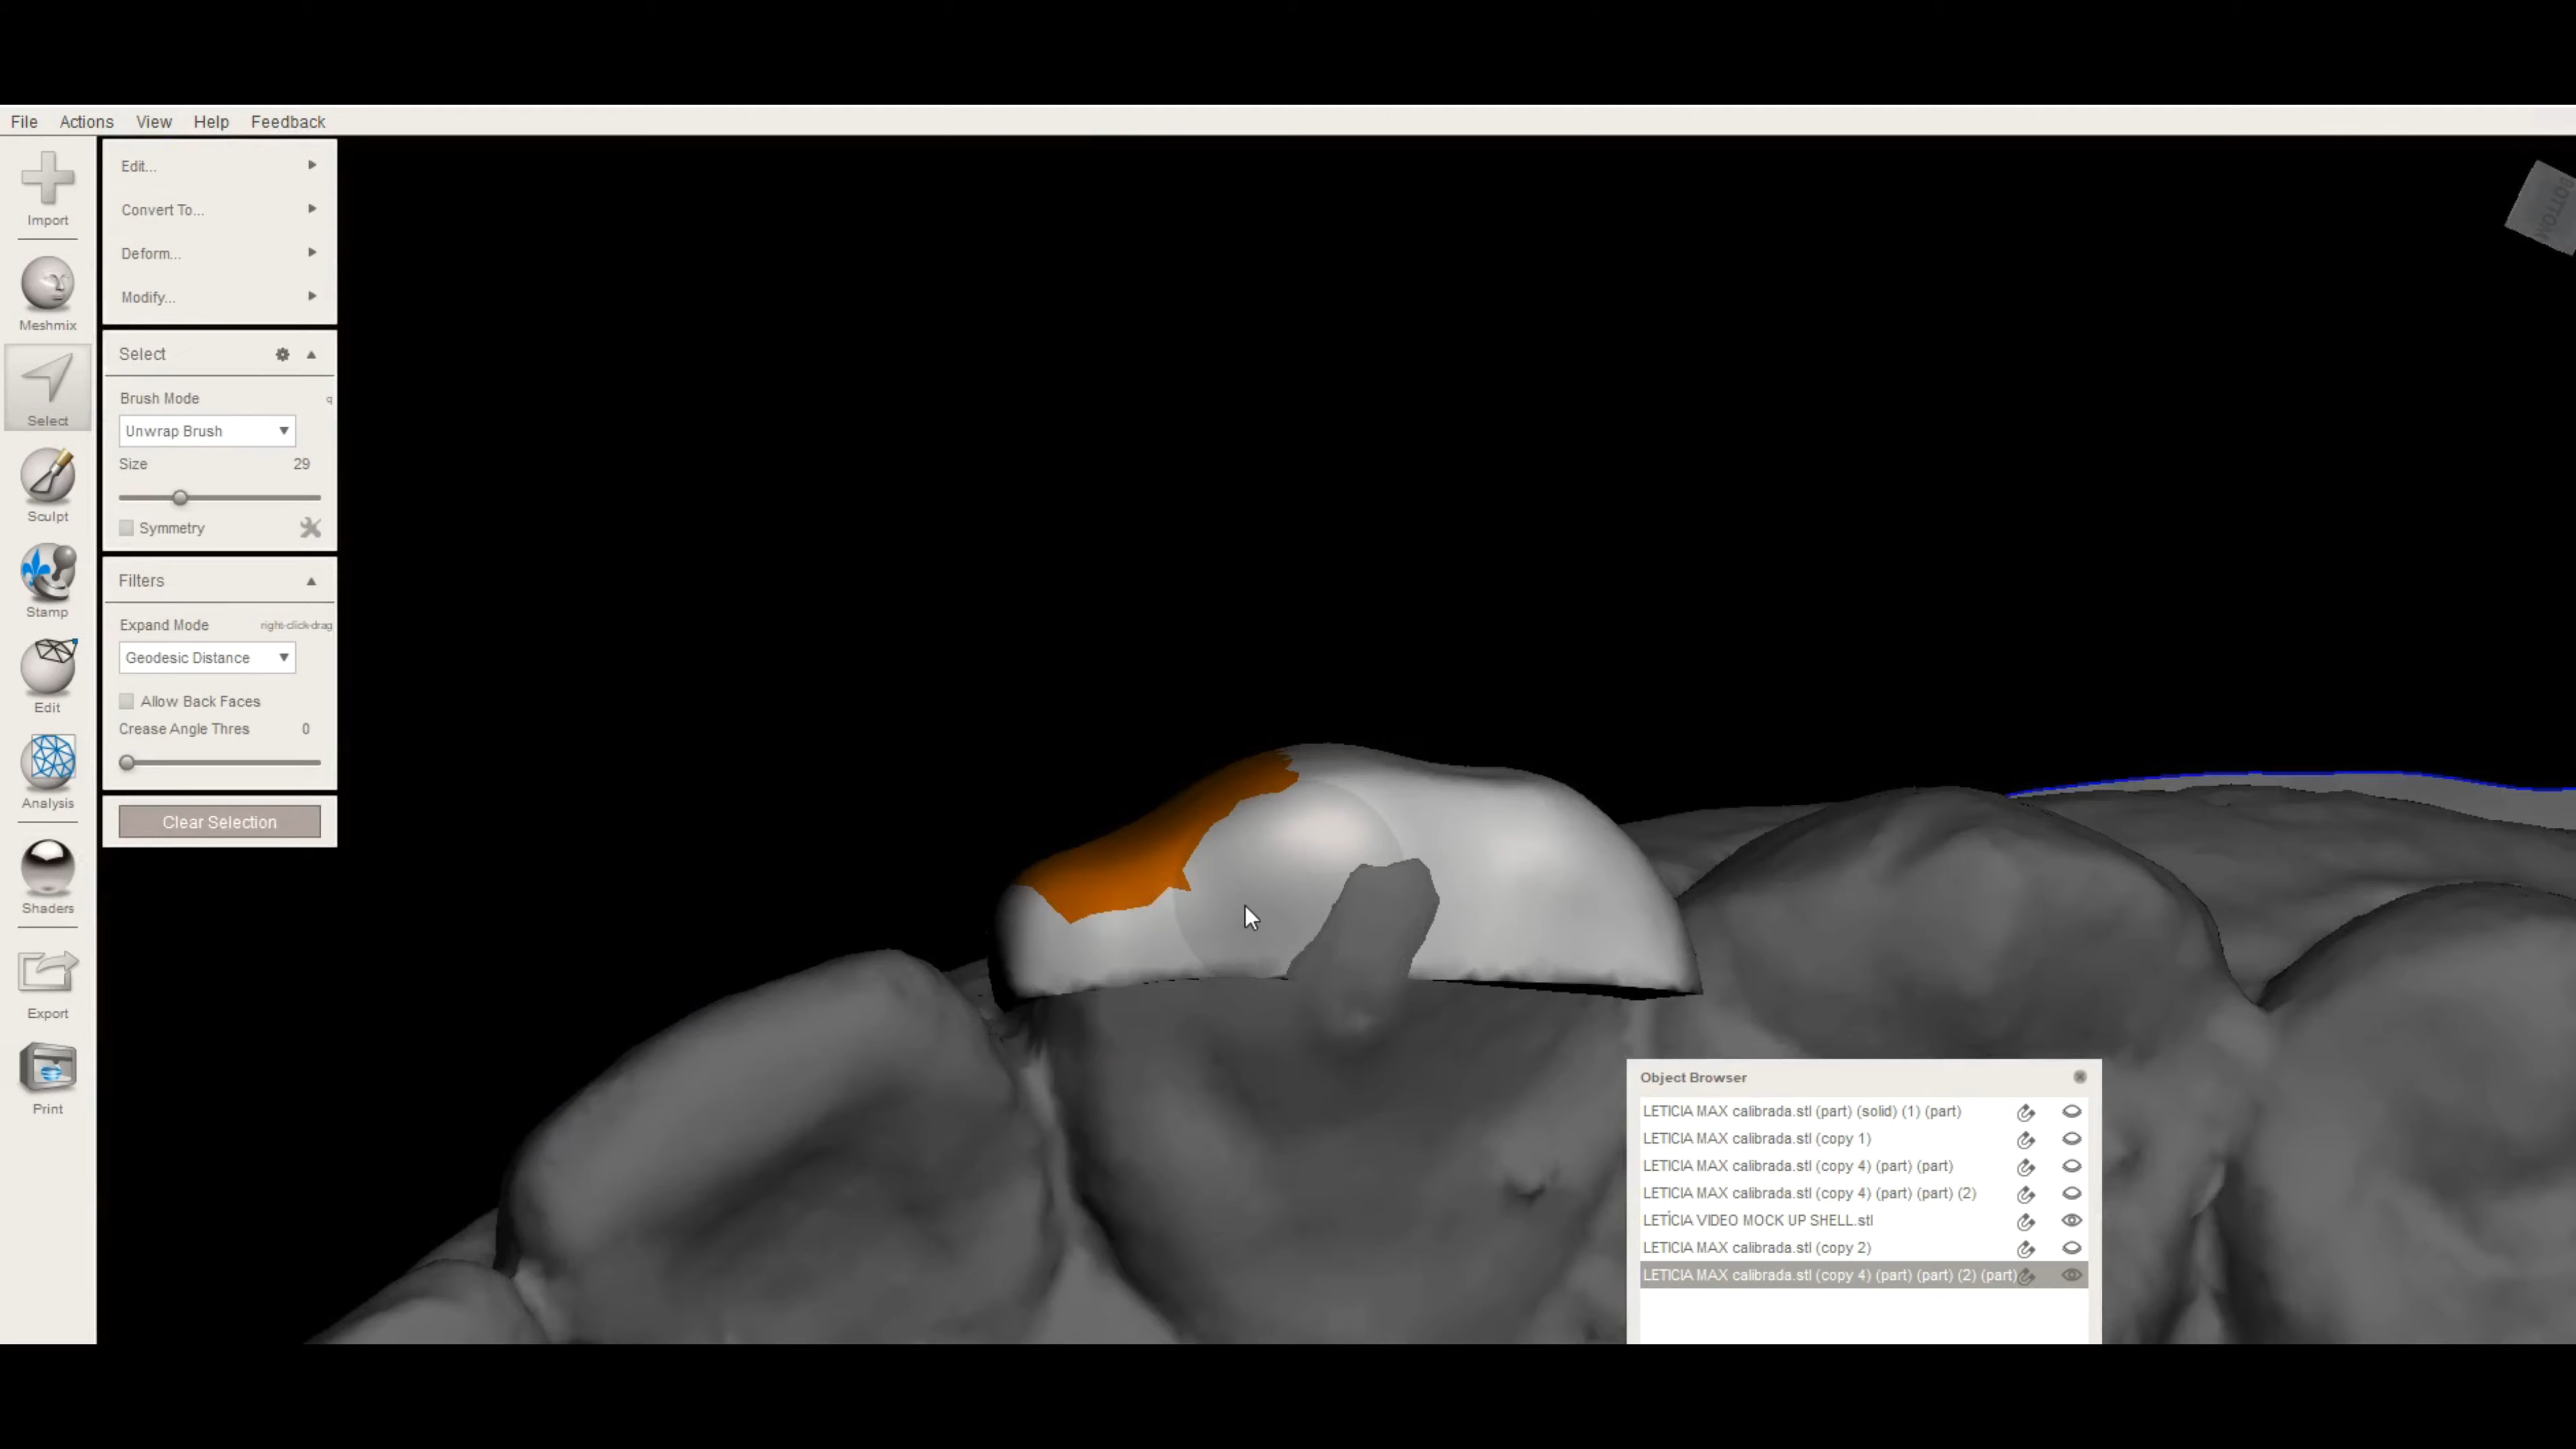 File Actions View Help Feedback
Import
Meshmix
Select
Sculpt
Stamp
Edit
Analysis
Shaders
Export
Print
Edit...
Convert To...
Deform...
Modify...
Select
Brush Mode q
Unwrap Brush
Size 29
Symmetry
Filters
Expand Mode right-click-drag
Geodesic Distance
Allow Back Faces
Crease Angle Thres 0
Clear Selection
BOTTOM
Object Browser
LETICIA MAX calibrada.stl (part) (solid) (1) (part)
LETICIA MAX calibrada.stl (copy 1)
LETICIA MAX calibrada.stl (copy 4) (part) (part)
LETICIA MAX calibrada.stl (copy 4) (part) (part) (2)
LETÍCIA VIDEO MOCK UP SHELL.stl
LETICIA MAX calibrada.stl (copy 2)
LETICIA MAX calibrada.stl (copy 4) (part) (part) (2) (part)